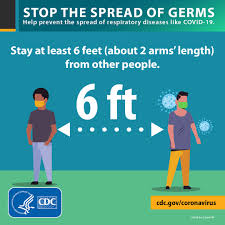 STOP THE SPREAD OF GERMS
Help prevent the spread of respiratory diseases like COVID-19.
Stay at least 6 feet (about 2 arms' length)
from other people.
6 ft
CDC
cdc.gov/coronavirus